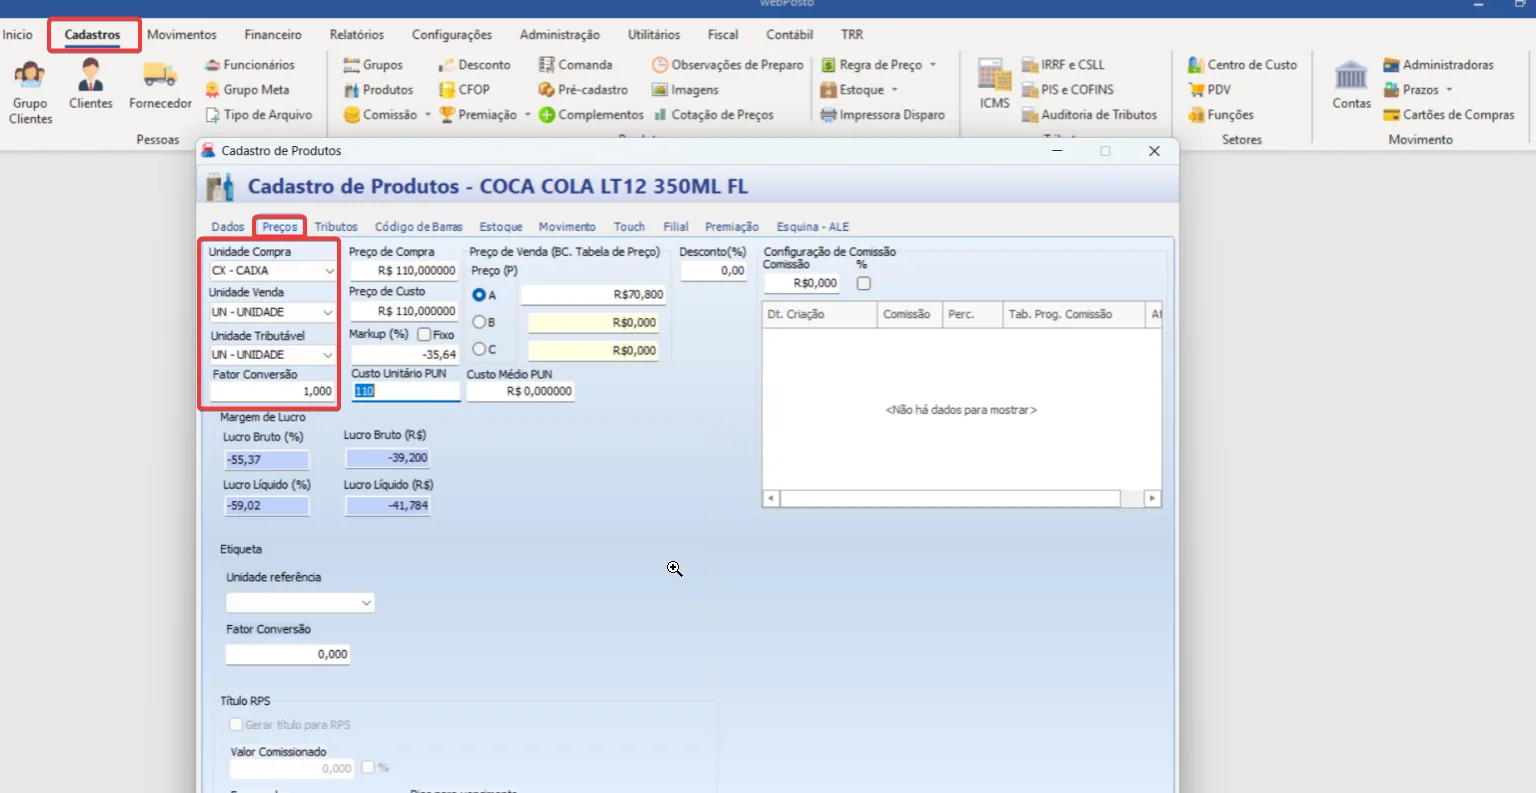 webPosto
Inicio Cadastros Movimentos Financeiro Relatórios Configurações Administração Utilitários Fiscal Contábil TRR
Grupo Clientes
Clientes
Fornecedor
Funcionários
Grupo Meta
Tipo de Arquivo
Pessoas
Grupos
Produtos
Comissão
Desconto
CFOP
Premiação
Comanda
Pré-cadastro
Complementos
Observações de Preparo
Imagens
Cotação de Preços
Regra de Preço
Estoque
Impressora Disparo
ICMS
IRRF e CSLL
PIS e COFINS
Auditoria de Tributos
Centro de Custo
PDV
Funções
Setores
Contas
Administradoras
Prazos
Cartões de Compras
Movimento
Cadastro de Produtos
Cadastro de Produtos - COCA COLA LT12 350ML FL
Dados Preços Tributos Código de Barras Estoque Movimento Touch Filial Premiação Esquina - ALE
Unidade Compra
CX - CAIXA
Unidade Venda
UN - UNIDADE
Unidade Tributável
UN - UNIDADE
Fator Conversão
1,000
Preço de Compra
R$ 110,000000
Preço de Custo
R$ 110,000000
Markup (%) Fixo
-35,64
Custo Unitário PUN
110
Preço de Venda (BC. Tabela de Preço)
Preço (P)
A R$70,800
B R$0,000
C R$0,000
Custo Médio PUN
R$ 0,000000
Desconto(%)
0,00
Configuração de Comissão
Comissão %
R$0,000
Dt. Criação Comissão Perc. Tab. Prog. Comissão
<Não há dados para mostrar>
Margem de Lucro
Lucro Bruto (%) Lucro Bruto (R$)
-55,37 -39,200
Lucro Líquido (%) Lucro Líquido (R$)
-59,02 -41,784
Etiqueta
Unidade referência
Fator Conversão
0,000
Título RPS
Gerar título para RPS
Valor Comissionado
0,000 %